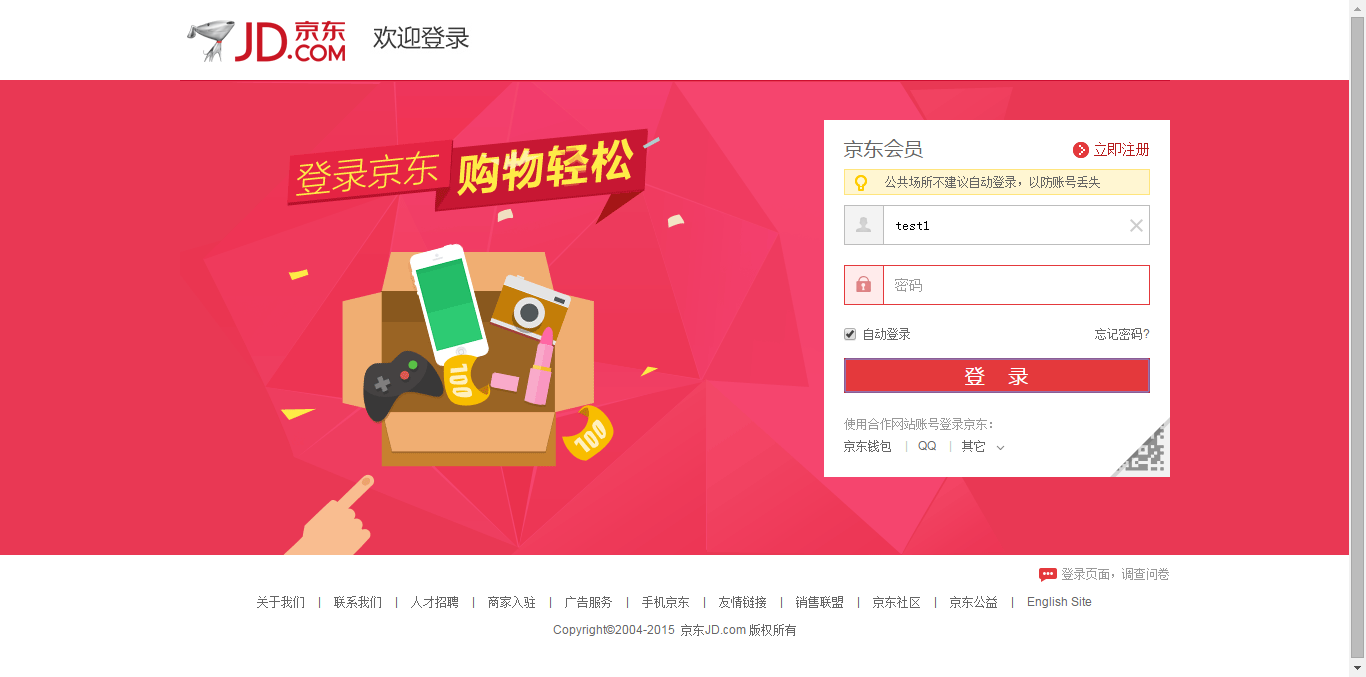 JD.COM 京东
欢迎登录
登录京东 购物轻松
100
100
京东会员
立即注册
公共场所不建议自动登录，以防账号丢失
test1
密码
自动登录
忘记密码?
登 录
使用合作网站账号登录京东：
京东钱包 | QQ | 其它
登录页面，调查问卷
关于我们 | 联系我们 | 人才招聘 | 商家入驻 | 广告服务 | 手机京东 | 友情链接 | 销售联盟 | 京东社区 | 京东公益 | English Site
Copyright©2004-2015 京东JD.com 版权所有